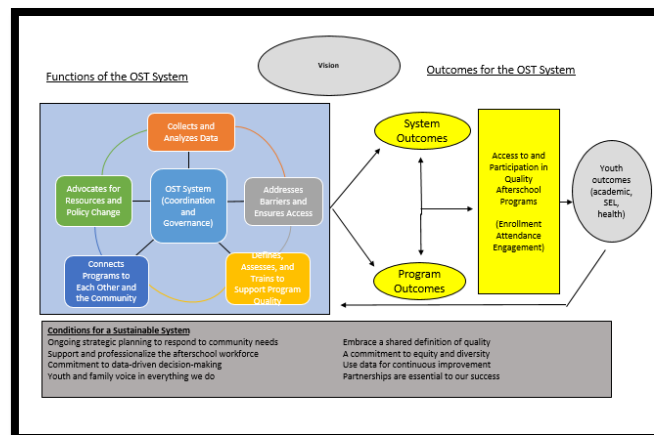 Vision
Functions of the OST System
Outcomes for the OST System
Collects and
Analyzes Data
Advocates for
Resources and
Policy Change
OST System
(Coordination
and
Governance)
Addresses
Barriers and
Ensures Access
Connects
Programs to
Each Other and
the Community
Defines,
Assesses, and
Trains to
Support Program
Quality
System
Outcomes
Program
Outcomes
Access to and
Participation in
Quality
Afterschool
Programs
(Enrollment
Attendance
Engagement)
Youth
outcomes
(academic,
SEL,
health)
Conditions for a Sustainable System
Ongoing strategic planning to respond to community needs
Support and professionalize the afterschool workforce
Commitment to data-driven decision-making
Youth and family voice in everything we do
Embrace a shared definition of quality
A commitment to equity and diversity
Use data for continuous improvement
Partnerships are essential to our success